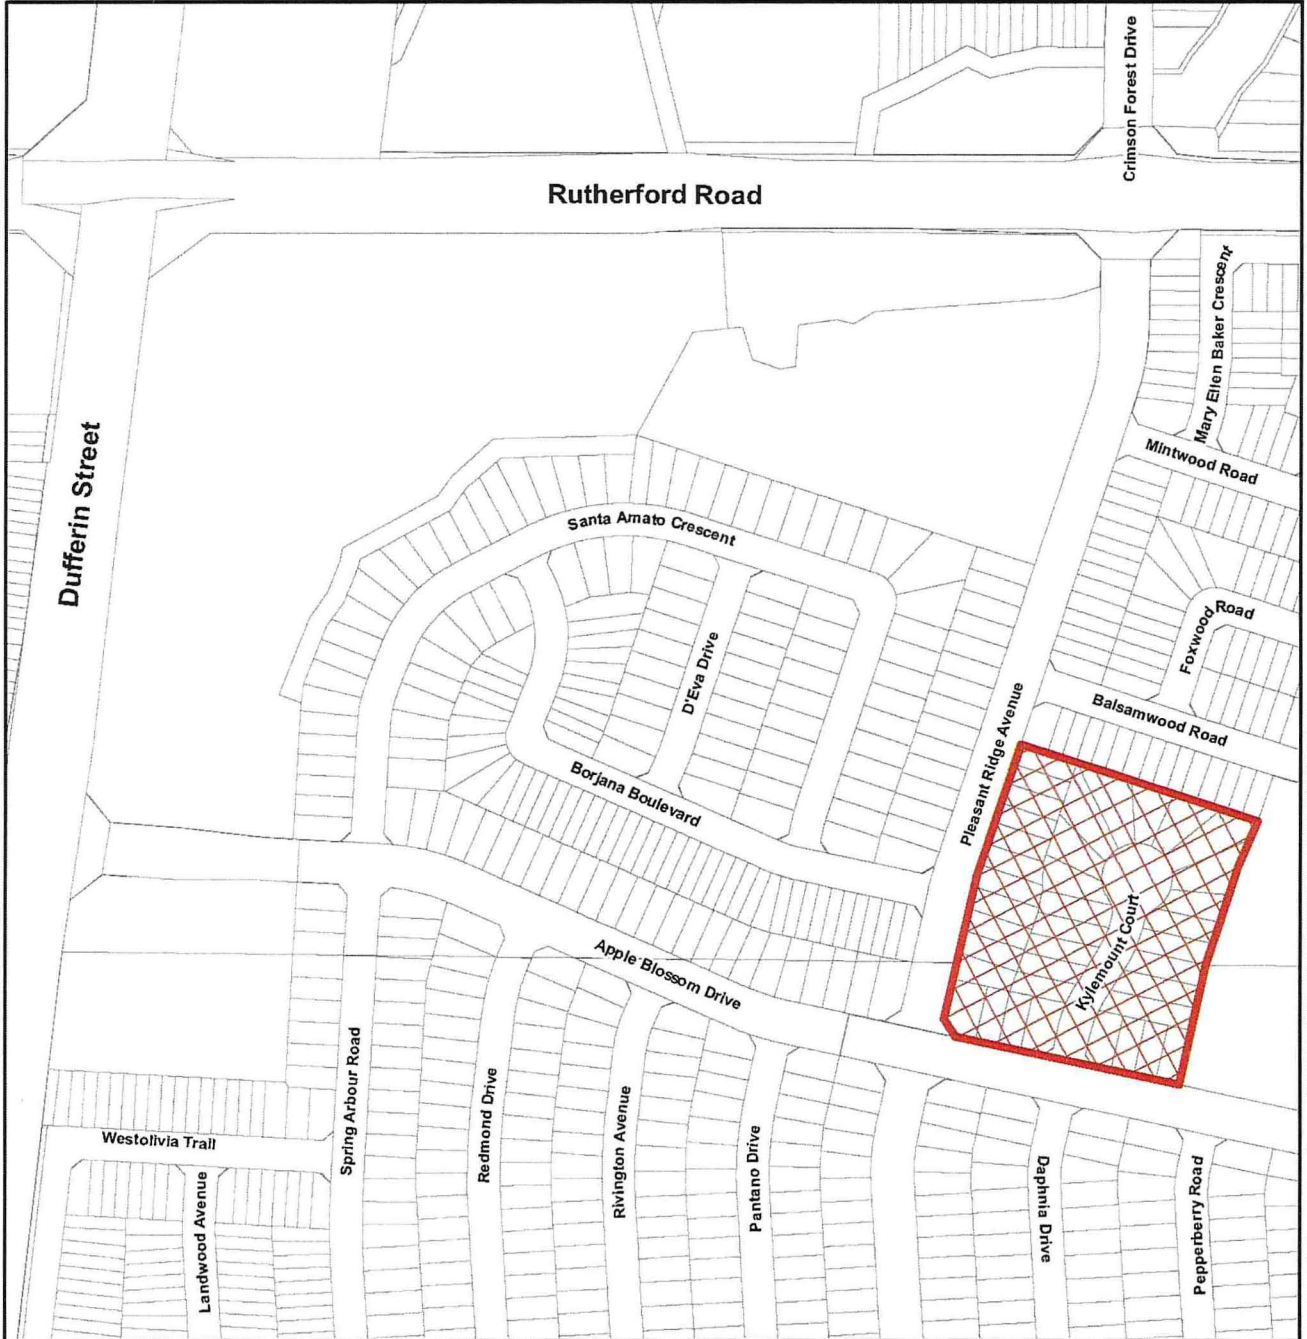 Crimson Forest Drive
Rutherford Road
Mary Ellen Baker Crescent
Mintwood Road
Dufferin Street
Santa Amato Crescent
Foxwood Road
D'Eva Drive
Balsamwood Road
Pleasant Ridge Avenue
Borjana Boulevard
Kylemount Court
Apple Blossom Drive
Spring Arbour Road
Redmond Drive
Rivington Avenue
Pantano Drive
Westolivia Trail
Daphnia Drive
Pepperberry Road
Landwood Avenue